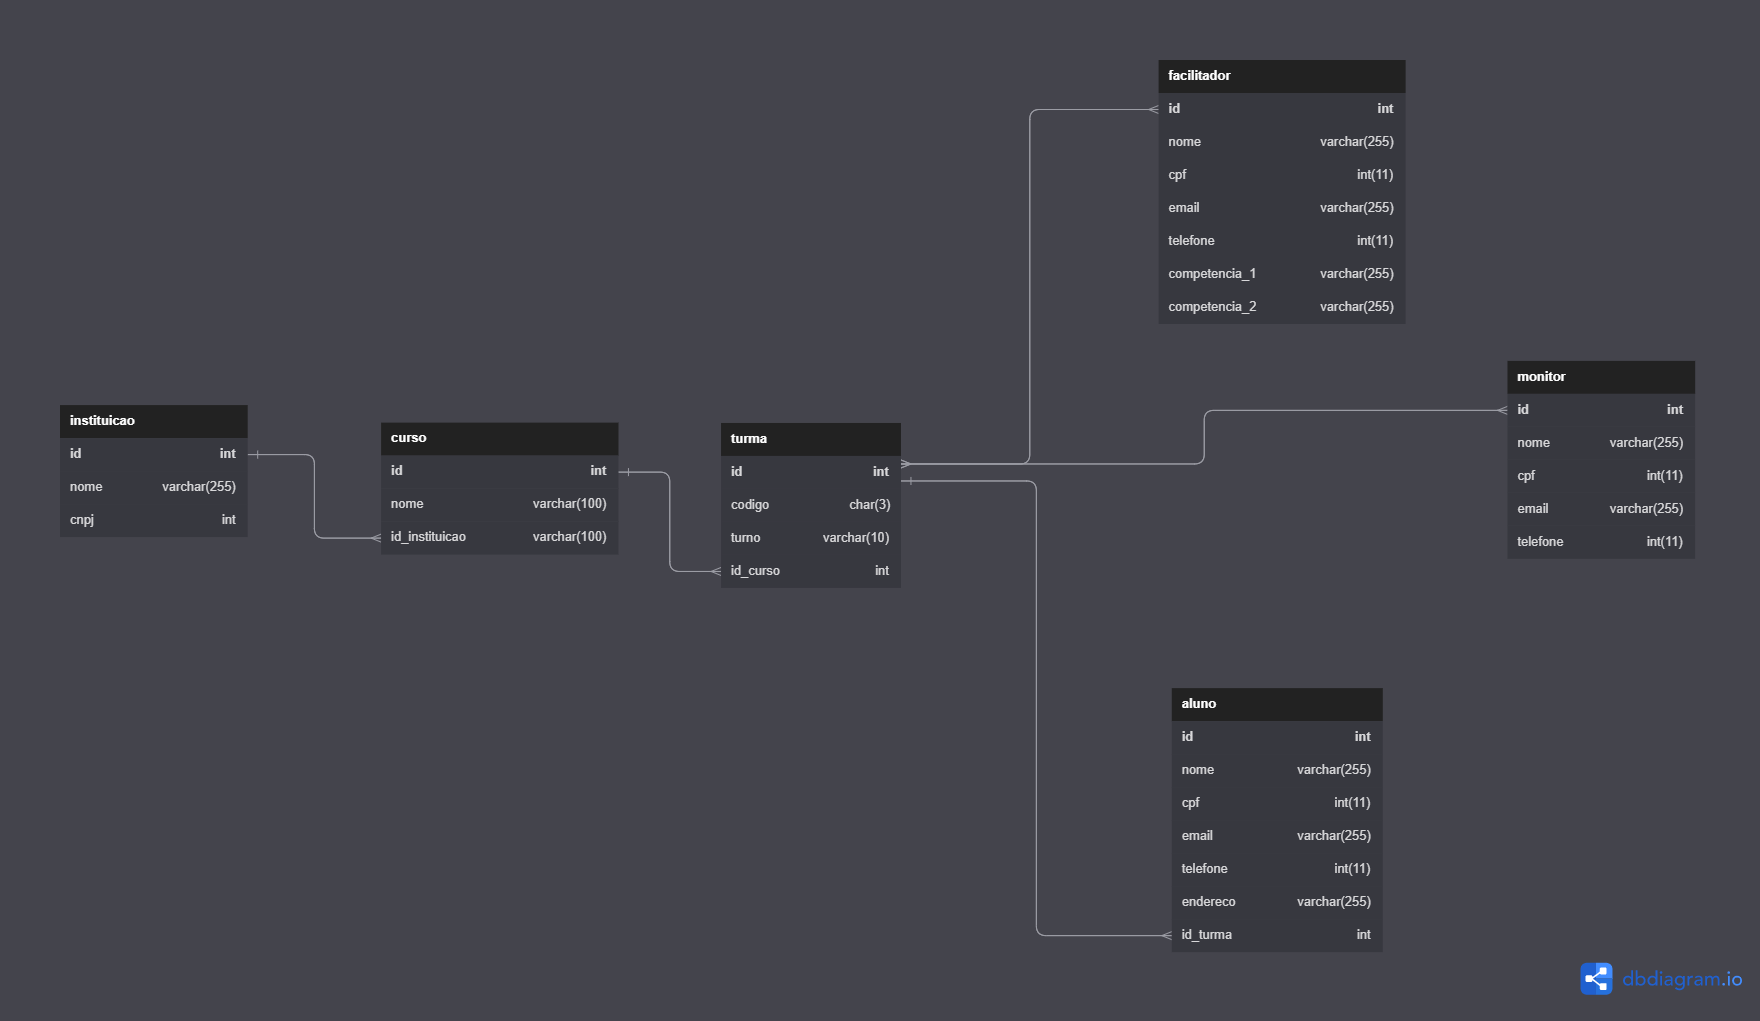 instituicao
id int
nome varchar(255)
cnpj int
curso
id int
nome varchar(100)
id_instituicao varchar(100)
turma
id int
codigo char(3)
turno varchar(10)
id_curso int
facilitador
id int
nome varchar(255)
cpf int(11)
email varchar(255)
telefone int(11)
competencia_1 varchar(255)
competencia_2 varchar(255)
monitor
id int
nome varchar(255)
cpf int(11)
email varchar(255)
telefone int(11)
aluno
id int
nome varchar(255)
cpf int(11)
email varchar(255)
telefone int(11)
endereco varchar(255)
id_turma int
dbdiagram.io